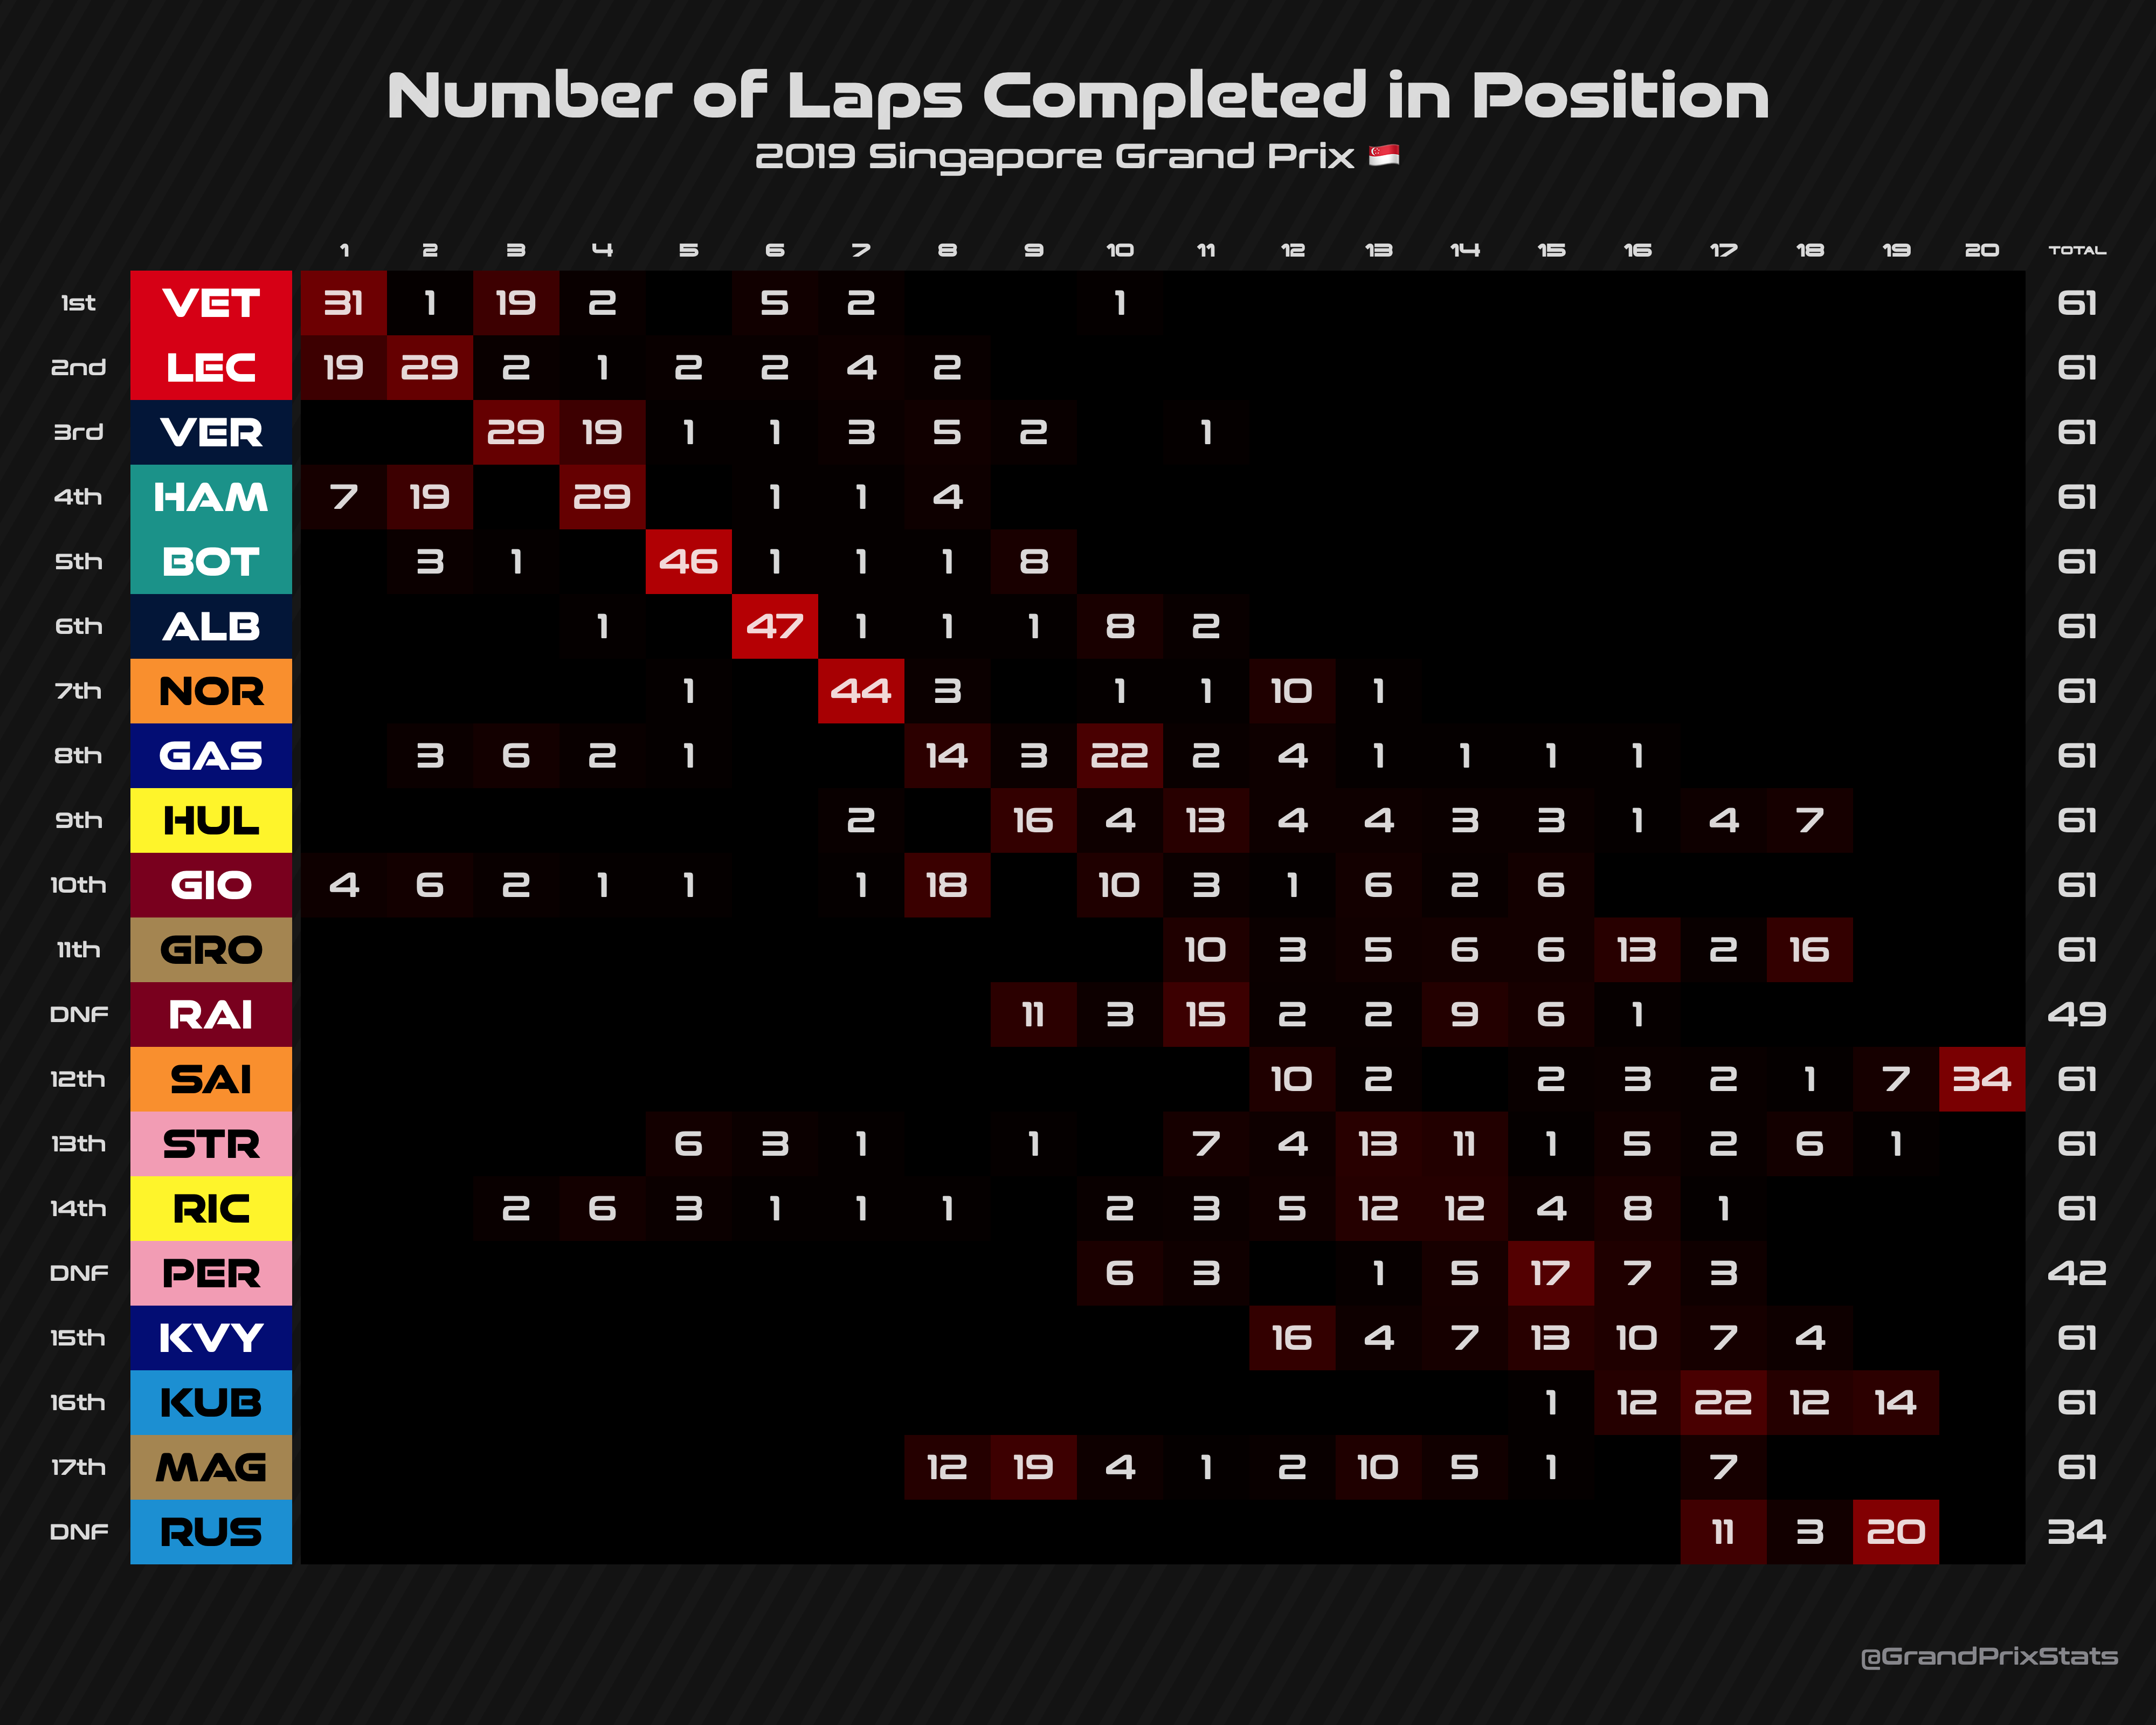 Number of Laps Completed in Position
2019 Singapore Grand Prix 🇸🇬
1 2 3 4 5 6 7 8 9 10 11 12 13 14 15 16 17 18 19 20 TOTAL
1st VET 31 1 19 2 5 2 1 61
2nd LEC 19 29 2 1 2 2 4 2 61
3rd VER 29 19 1 1 3 5 2 1 61
4th HAM 7 19 29 1 1 4 61
5th BOT 3 1 46 1 1 1 8 61
6th ALB 1 47 1 1 1 8 2 61
7th NOR 1 44 3 1 1 10 1 61
8th GAS 3 6 2 1 14 3 22 2 4 1 1 1 1 61
9th HUL 2 16 4 13 4 4 3 3 1 4 7 61
10th GIO 4 6 2 1 1 1 18 10 3 1 6 2 6 61
11th GRO 10 3 5 6 6 13 2 16 61
DNF RAI 11 3 15 2 2 9 6 1 49
12th SAI 10 2 2 3 2 1 7 34 61
13th STR 6 3 1 1 7 4 13 11 1 5 2 6 1 61
14th RIC 2 6 3 1 1 1 2 3 5 12 12 4 8 1 61
DNF PER 6 3 1 5 17 7 3 42
15th KVY 16 4 7 13 10 7 4 61
16th KUB 1 12 22 12 14 61
17th MAG 12 19 4 1 2 10 5 1 7 61
DNF RUS 11 3 20 34
@GrandPrixStats